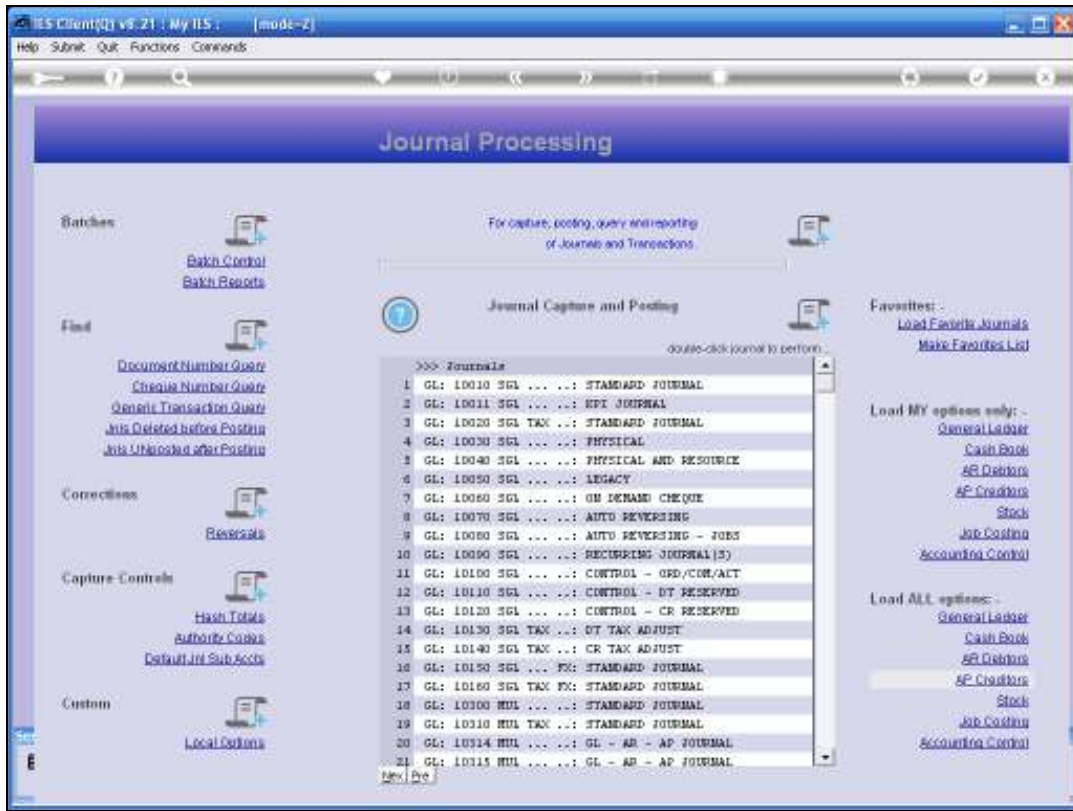 IES Client(Q) v8.21 : My IES : [mode=2]
Help Submit Quit Functions Commands
Journal Processing
Batches
Batch Control
Batch Reports
Find
Document Number Query
Cheque Number Query
Generic Transaction Query
Jnls Deleted before Posting
Jnls UNposted after Posting
Corrections
Reversals
Capture Controls
Hash Totals
Authority Codes
Default Jnl Sub Accts
Custom
Local Options
For capture, posting, query and reporting
of Journals and Transactions.
Journal Capture and Posting
double-click journal to perform ..
>>> Journals
1 GL: 10010 SGL ... ..: STANDARD JOURNAL
2 GL: 10011 SGL ... ..: KPI JOURNAL
3 GL: 10020 SGL TAX ..: STANDARD JOURNAL
4 GL: 10030 SGL ... ..: PHYSICAL
5 GL: 10040 SGL ... ..: PHYSICAL AND RESOURCE
6 GL: 10050 SGL ... ..: LEGACY
7 GL: 10060 SGL ... ..: ON DEMAND CHEQUE
8 GL: 10070 SGL ... ..: AUTO REVERSING
9 GL: 10080 SGL ... ..: AUTO REVERSING - JOBS
10 GL: 10090 SGL ... ..: RECURRING JOURNAL(S)
11 GL: 10100 SGL ... ..: CONTROL - ORD/COM/ACT
12 GL: 10110 SGL ... ..: CONTROL - DT RESERVED
13 GL: 10120 SGL ... ..: CONTROL - CR RESERVED
14 GL: 10130 SGL TAX ..: DT TAX ADJUST
15 GL: 10140 SGL TAX ..: CR TAX ADJUST
16 GL: 10150 SGL ... FX: STANDARD JOURNAL
17 GL: 10160 SGL TAX FX: STANDARD JOURNAL
18 GL: 10300 MUL ... ..: STANDARD JOURNAL
19 GL: 10310 MUL TAX ..: STANDARD JOURNAL
20 GL: 10314 MUL ... ..: GL - AR - AP JOURNAL
21 GL: 10315 MUL ... ..: GL - AR - AP JOURNAL
Nex Pre
Favorites: -
Load Favorite Journals
Make Favorites List
Load MY options only: -
General Ledger
Cash Book
AR Debtors
AP Creditors
Stock
Job Costing
Accounting Control
Load ALL options: -
General Ledger
Cash Book
AR Debtors
AP Creditors
Stock
Job Costing
Accounting Control